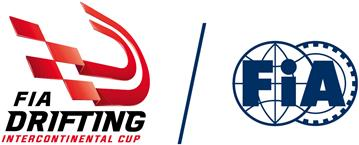 FIA
DRIFTING
INTERCONTINENTAL CUP
FiA